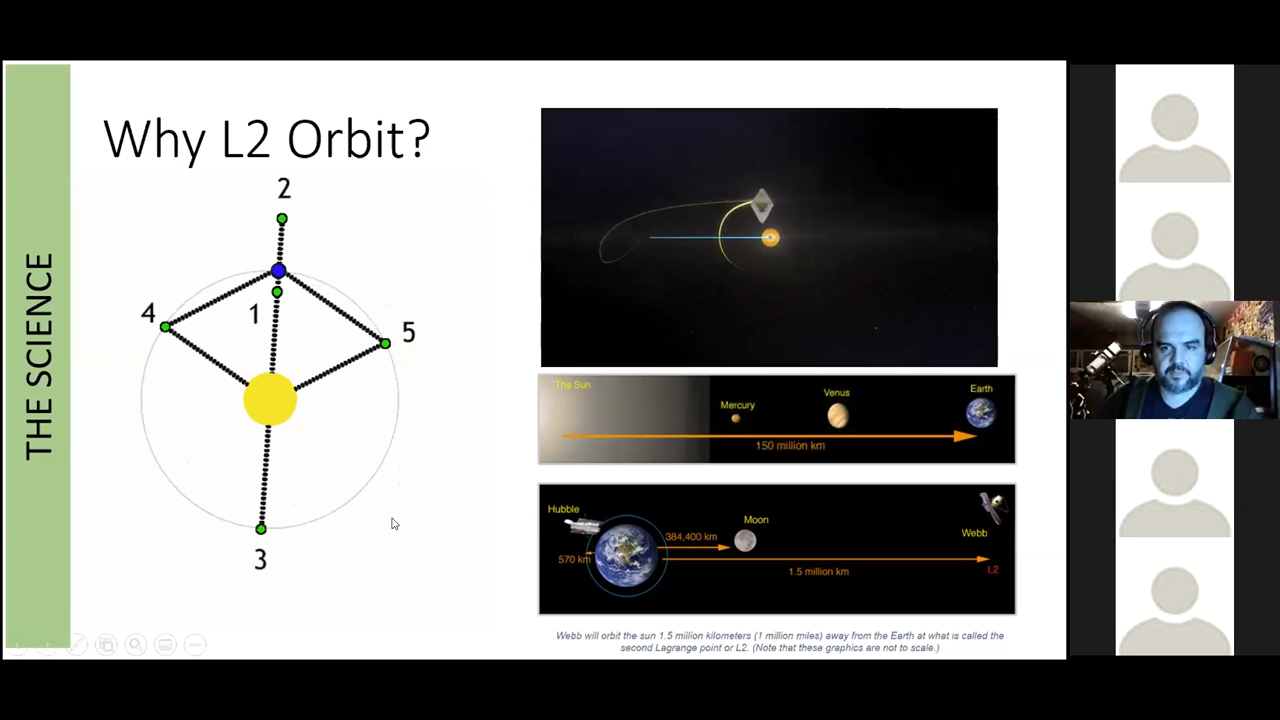 THE SCIENCE
Why L2 Orbit?
2
1
4
5
3
The Sun
Mercury
Venus
Earth
150 million km
Hubble
Moon
384,400 km
570 km
Webb
1.5 million km
L2
Webb will orbit the sun 1.5 million kilometers (1 million miles) away from the Earth at what is called the
second Lagrange point or L2. (Note that these graphics are not to scale.)